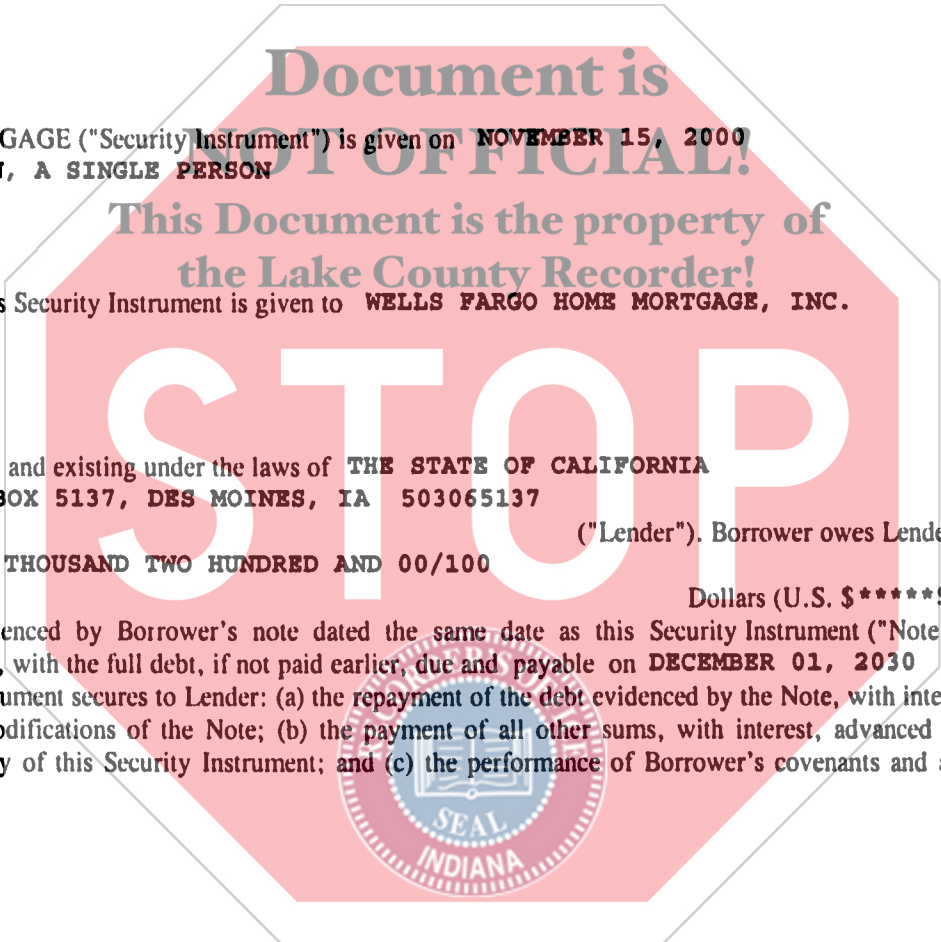 Document is
GAGE ("Security Instrument") is given on NOVEMBER 15, 2000
NOT OFFICIAL!
, A SINGLE PERSON
This Document is the property of
the Lake County Recorder!
s Security Instrument is given to WELLS FARGO HOME MORTGAGE, INC.
STOP
and existing under the laws of THE STATE OF CALIFORNIA
BOX 5137, DES MOINES, IA 503065137
("Lender"). Borrower owes Lende
THOUSAND TWO HUNDRED AND 00/100
Dollars (U.S. $*****
enced by Borrower's note dated the same date as this Security Instrument ("Note
, with the full debt, if not paid earlier, due and payable on DECEMBER 01, 2030
ument secures to Lender: (a) the repayment of the debt evidenced by the Note, with inte
odifications of the Note; (b) the payment of all other sums, with interest, advanced
y of this Security Instrument; and (c) the performance of Borrower's covenants and a
SEAL
INDIANA